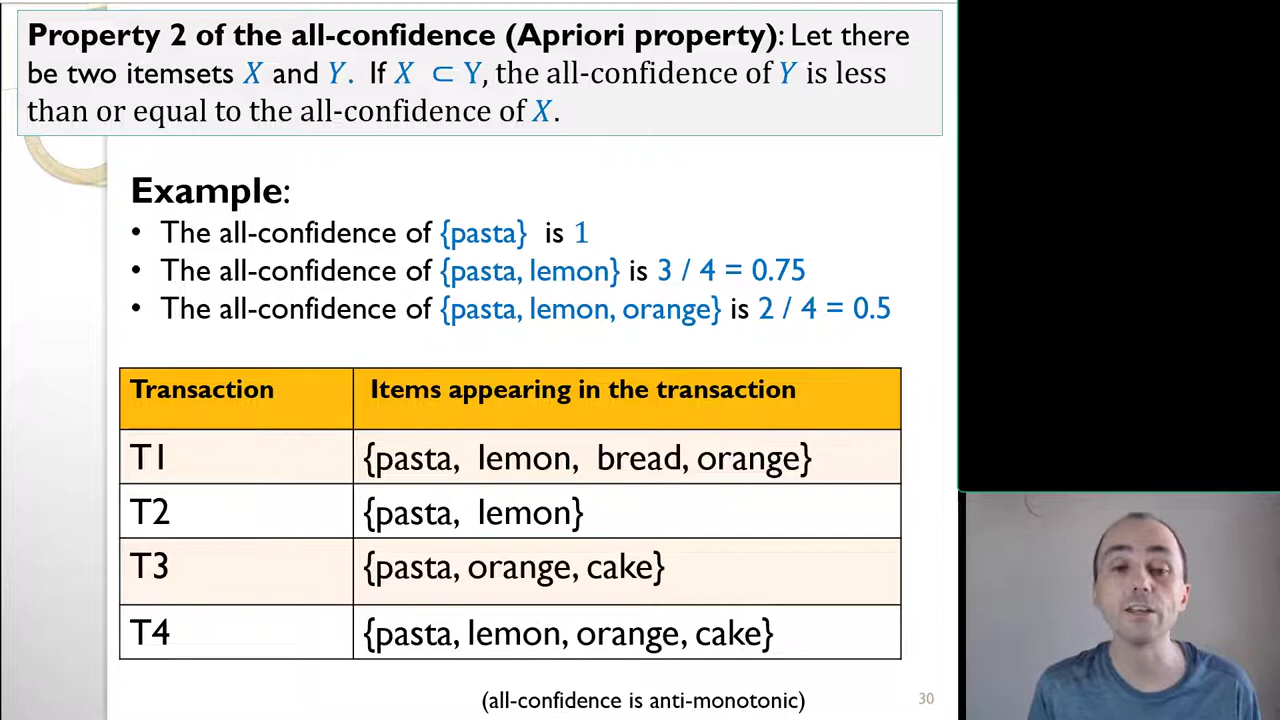 Property 2 of the all-confidence (Apriori property): Let there
be two itemsets X and Y. If X ⊂ Y, the all-confidence of Y is less
than or equal to the all-confidence of X.
Example:
• The all-confidence of {pasta} is 1
• The all-confidence of {pasta, lemon} is 3 / 4 = 0.75
• The all-confidence of {pasta, lemon, orange} is 2 / 4 = 0.5
Transaction Items appearing in the transaction
T1 {pasta, lemon, bread, orange}
T2 {pasta, lemon}
T3 {pasta, orange, cake}
T4 {pasta, lemon, orange, cake}
(all-confidence is anti-monotonic) 30